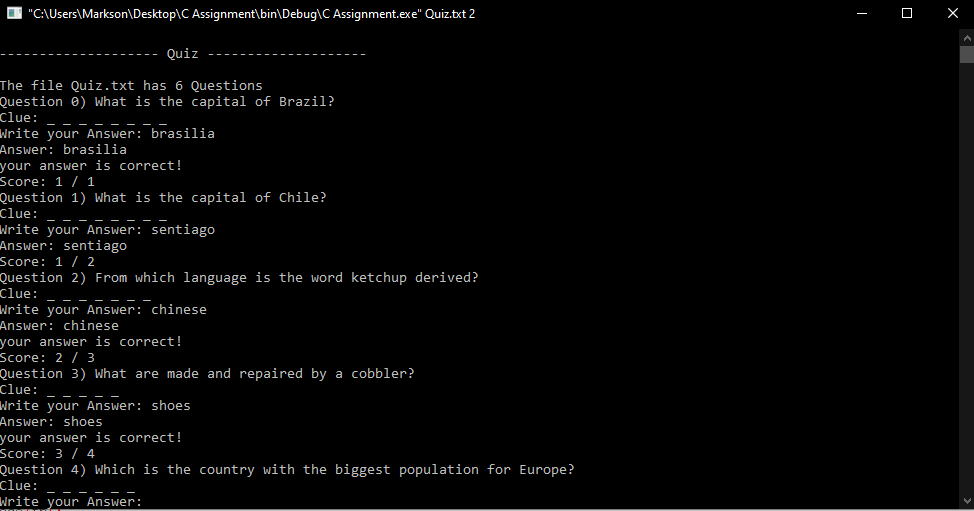 "C:\Users\Markson\Desktop\C Assignment\bin\Debug\C Assignment.exe" Quiz.txt 2
-------------------- Quiz --------------------
The file Quiz.txt has 6 Questions
Question 0) What is the capital of Brazil?
Clue: _ _ _ _ _ _ _ _
Write your Answer: brasilia
Answer: brasilia
your answer is correct!
Score: 1 / 1
Question 1) What is the capital of Chile?
Clue: _ _ _ _ _ _ _ _
Write your Answer: sentiago
Answer: sentiago
Score: 1 / 2
Question 2) From which language is the word ketchup derived?
Clue: _ _ _ _ _ _ _
Write your Answer: chinese
Answer: chinese
your answer is correct!
Score: 2 / 3
Question 3) What are made and repaired by a cobbler?
Clue: _ _ _ _ _
Write your Answer: shoes
Answer: shoes
your answer is correct!
Score: 3 / 4
Question 4) Which is the country with the biggest population for Europe?
Clue: _ _ _ _ _ _
Write your Answer: